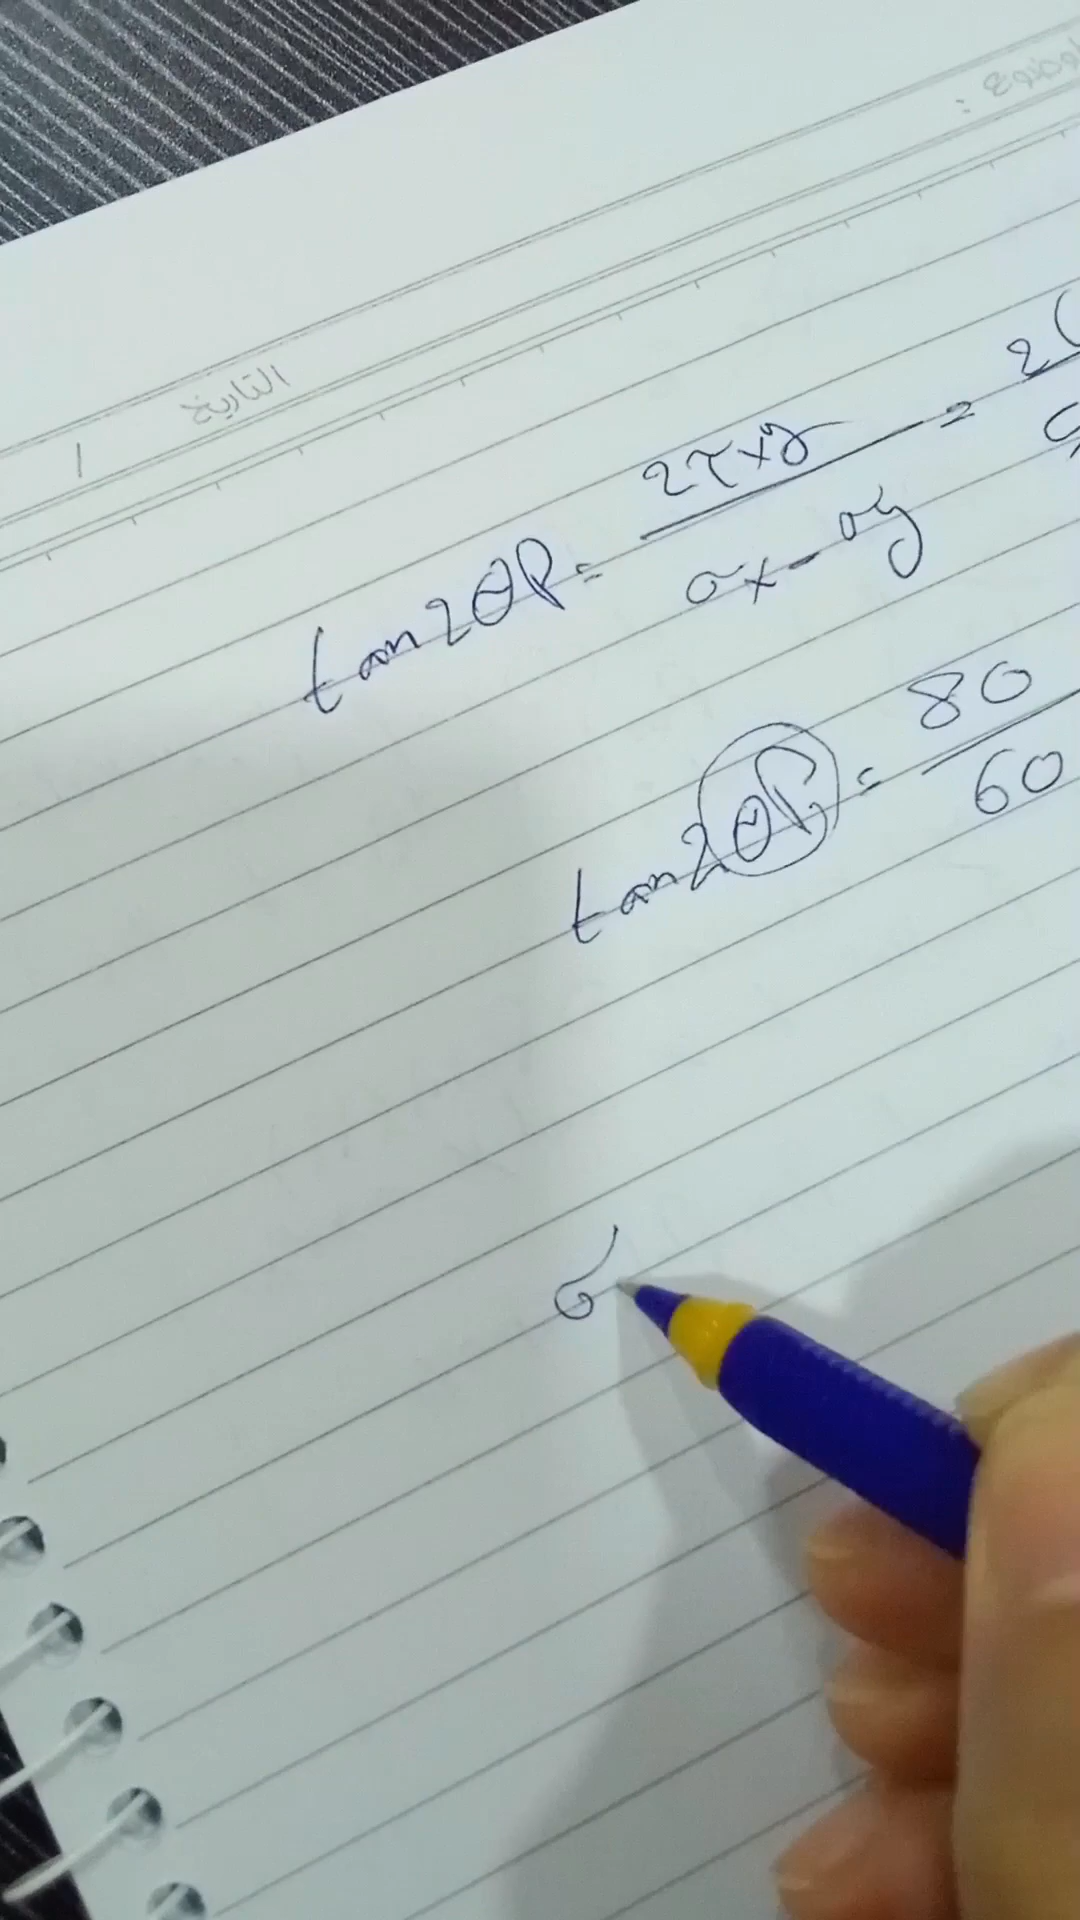 الموضوع :
التاريخ /
tan2θP = 2τxy / σx - σy = 2(
tan2θP = 80 / 60
σ